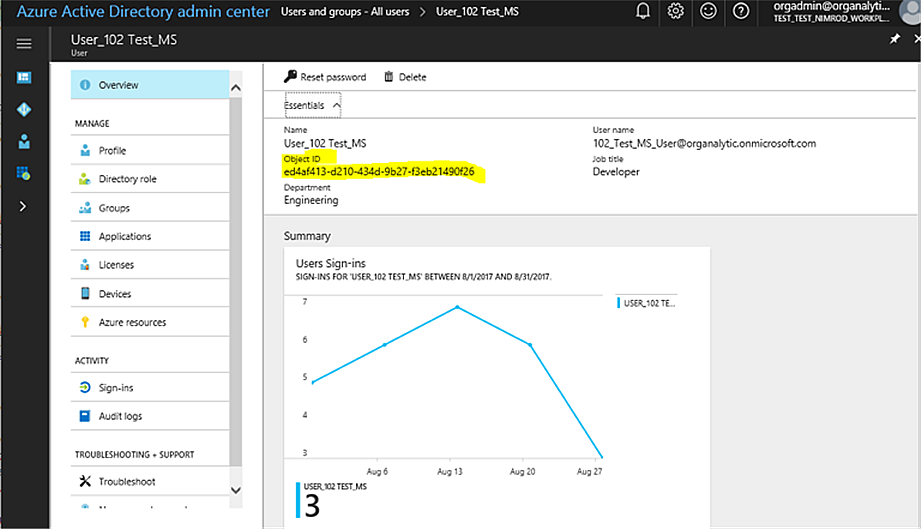 Azure Active Directory admin center Users and groups - All users > User_102 Test_MS orgadmin@organalytic...
TEST_TEST_NIMROD_WORKPL...
User_102 Test_MS
User
Overview
MANAGE
Profile
Directory role
Groups
Applications
Licenses
Devices
Azure resources
ACTIVITY
Sign-ins
Audit logs
TROUBLESHOOTING + SUPPORT
Troubleshoot
Reset password Delete
Essentials
Name
User_102 Test_MS
User name
102_Test_MS_User@organalytic.onmicrosoft.com
Object ID
ed4af413-d210-434d-9b27-f3eb21490f26
Job title
Developer
Department
Engineering
Summary
Users Sign-ins
SIGN-INS FOR 'USER_102 TEST_MS' BETWEEN 8/1/2017 AND 8/31/2017.
7
6
5
4
3
Aug 6 Aug 13 Aug 20 Aug 27
USER_102 TE...
USER_102 TEST_MS
3